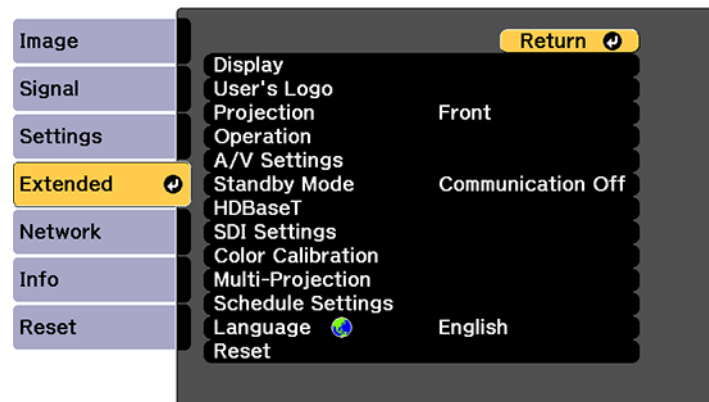 Image
Signal
Settings
Extended
Network
Info
Reset
Return
Display
User's Logo
Projection Front
Operation
A/V Settings
Standby Mode Communication Off
HDBaseT
SDI Settings
Color Calibration
Multi-Projection
Schedule Settings
Language English
Reset